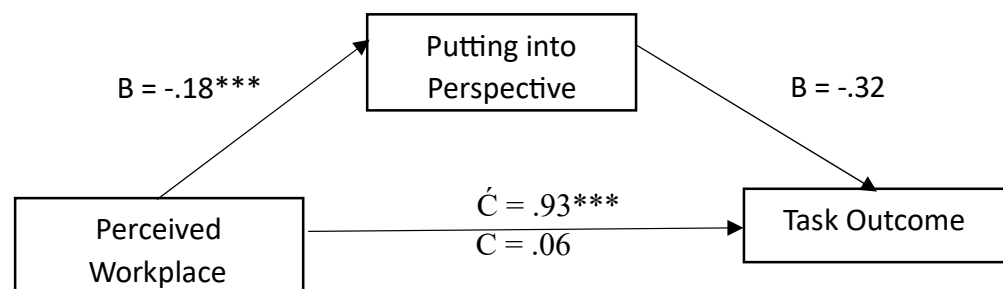 Putting into
Perspective
B = -.18***
B = -.32
Ć = .93***
C = .06
Perceived
Workplace
Task Outcome